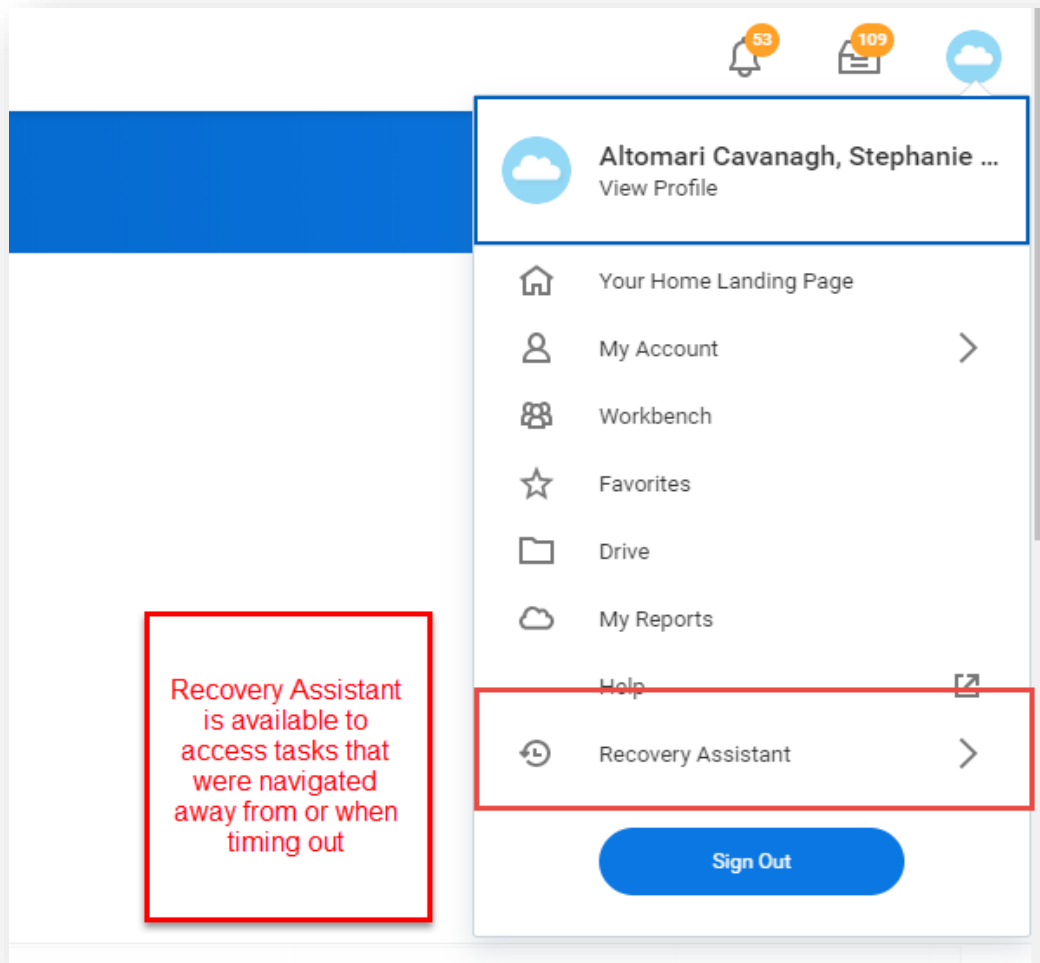 53
109
Altomari Cavanagh, Stephanie ...
View Profile
Your Home Landing Page
My Account
Workbench
Favorites
Drive
My Reports
Help
Recovery Assistant
Sign Out
Recovery Assistant
is available to
access tasks that
were navigated
away from or when
timing out